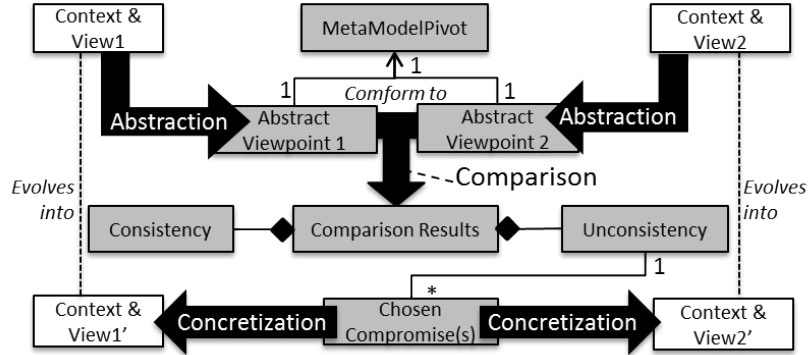 Context &
View1
MetaModelPivot
Context &
View2
1
1
1
Comform to
Abstraction
Abstract
Viewpoint 1
Abstract
Viewpoint 2
Abstraction
Comparison
Evolves
into
Evolves
into
Consistency
Comparison Results
Unconsistency
1
*
Context &
View1’
Concretization
Chosen
Compromise(s)
Concretization
Context &
View2’